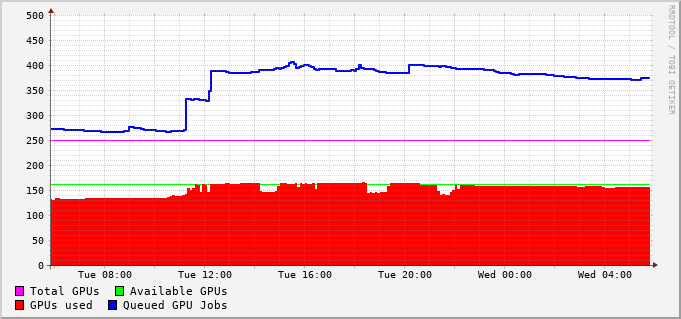 500
450
400
350
300
250
200
150
100
50
0
Tue 08:00 Tue 12:00 Tue 16:00 Tue 20:00 Wed 00:00 Wed 04:00
Total GPUs Available GPUs
GPUs used Queued GPU Jobs
RRDTOOL / TOBI OETIKER